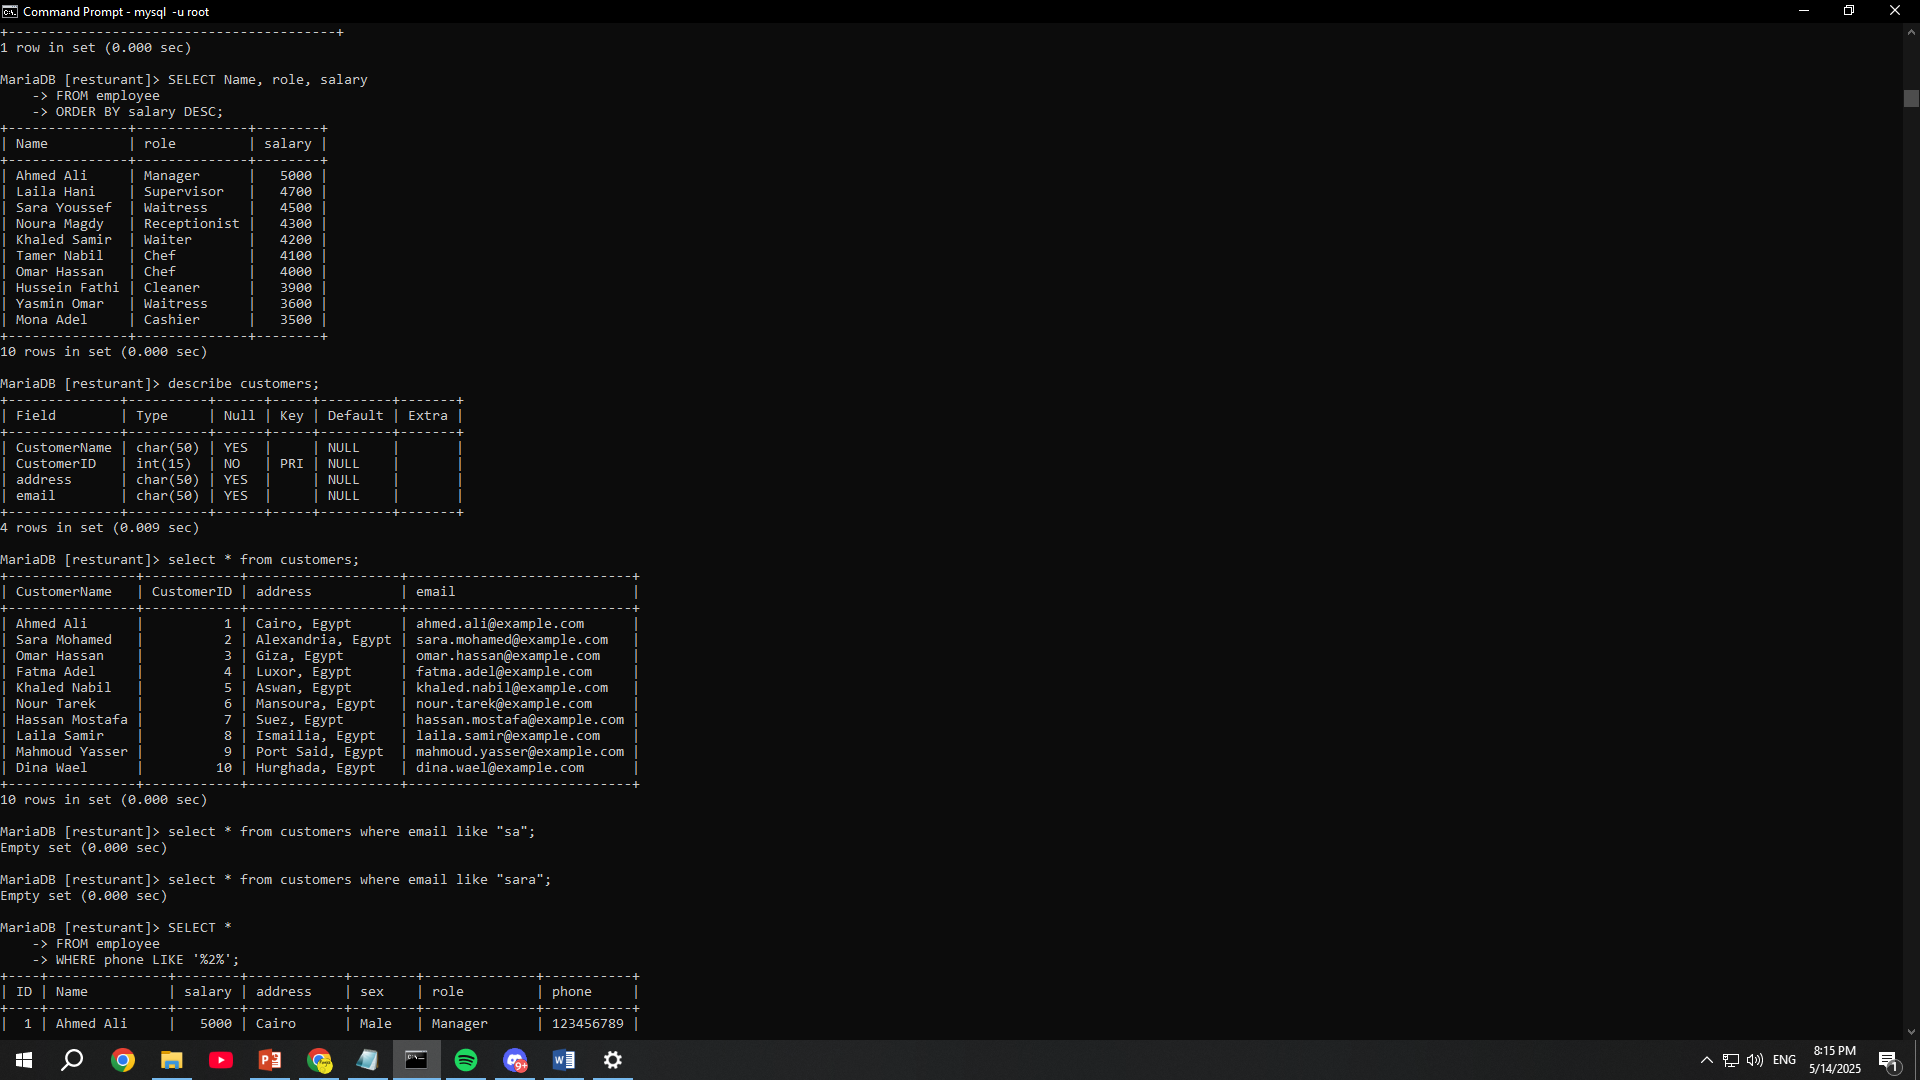 Command Prompt - mysql  -u root
+-----------------------------------------+
1 row in set (0.000 sec)
MariaDB [resturant]> SELECT Name, role, salary
    -> FROM employee
    -> ORDER BY salary DESC;
+---------------+--------------+--------+
| Name          | role         | salary |
+---------------+--------------+--------+
| Ahmed Ali     | Manager      |   5000 |
| Laila Hani    | Supervisor   |   4700 |
| Sara Youssef  | Waitress     |   4500 |
| Noura Magdy   | Receptionist |   4300 |
| Khaled Samir  | Waiter       |   4200 |
| Tamer Nabil   | Chef         |   4100 |
| Omar Hassan   | Chef         |   4000 |
| Hussein Fathi | Cleaner      |   3900 |
| Yasmin Omar   | Waitress     |   3600 |
| Mona Adel     | Cashier      |   3500 |
+---------------+--------------+--------+
10 rows in set (0.000 sec)
MariaDB [resturant]> describe customers;
+--------------+----------+------+-----+---------+-------+
| Field        | Type     | Null | Key | Default | Extra |
+--------------+----------+------+-----+---------+-------+
| CustomerName | char(50) | YES  |     | NULL    |       |
| CustomerID   | int(15)  | NO   | PRI | NULL    |       |
| address      | char(50) | YES  |     | NULL    |       |
| email        | char(50) | YES  |     | NULL    |       |
+--------------+----------+------+-----+---------+-------+
4 rows in set (0.009 sec)
MariaDB [resturant]> select * from customers;
+----------------+------------+-------------------+----------------------------+
| CustomerName   | CustomerID | address           | email                      |
+----------------+------------+-------------------+----------------------------+
| Ahmed Ali      |          1 | Cairo, Egypt      | ahmed.ali@example.com      |
| Sara Mohamed   |          2 | Alexandria, Egypt | sara.mohamed@example.com   |
| Omar Hassan    |          3 | Giza, Egypt       | omar.hassan@example.com    |
| Fatma Adel     |          4 | Luxor, Egypt      | fatma.adel@example.com     |
| Khaled Nabil   |          5 | Aswan, Egypt      | khaled.nabil@example.com   |
| Nour Tarek     |          6 | Mansoura, Egypt   | nour.tarek@example.com     |
| Hassan Mostafa |          7 | Suez, Egypt       | hassan.mostafa@example.com |
| Laila Samir    |          8 | Ismailia, Egypt   | laila.samir@example.com    |
| Mahmoud Yasser |          9 | Port Said, Egypt  | mahmoud.yasser@example.com |
| Dina Wael      |         10 | Hurghada, Egypt   | dina.wael@example.com      |
+----------------+------------+-------------------+----------------------------+
10 rows in set (0.000 sec)
MariaDB [resturant]> select * from customers where email like "sa";
Empty set (0.000 sec)
MariaDB [resturant]> select * from customers where email like "sara";
Empty set (0.000 sec)
MariaDB [resturant]> SELECT *
    -> FROM employee
    -> WHERE phone LIKE '%2%';
+----+---------------+--------+------------+--------+--------------+-----------+
| ID | Name          | salary | address    | sex    | role         | phone     |
+----+---------------+--------+------------+--------+--------------+-----------+
|  1 | Ahmed Ali     |   5000 | Cairo      | Male   | Manager      | 123456789 |
9+
ENG
8:15 PM
5/14/2025
1